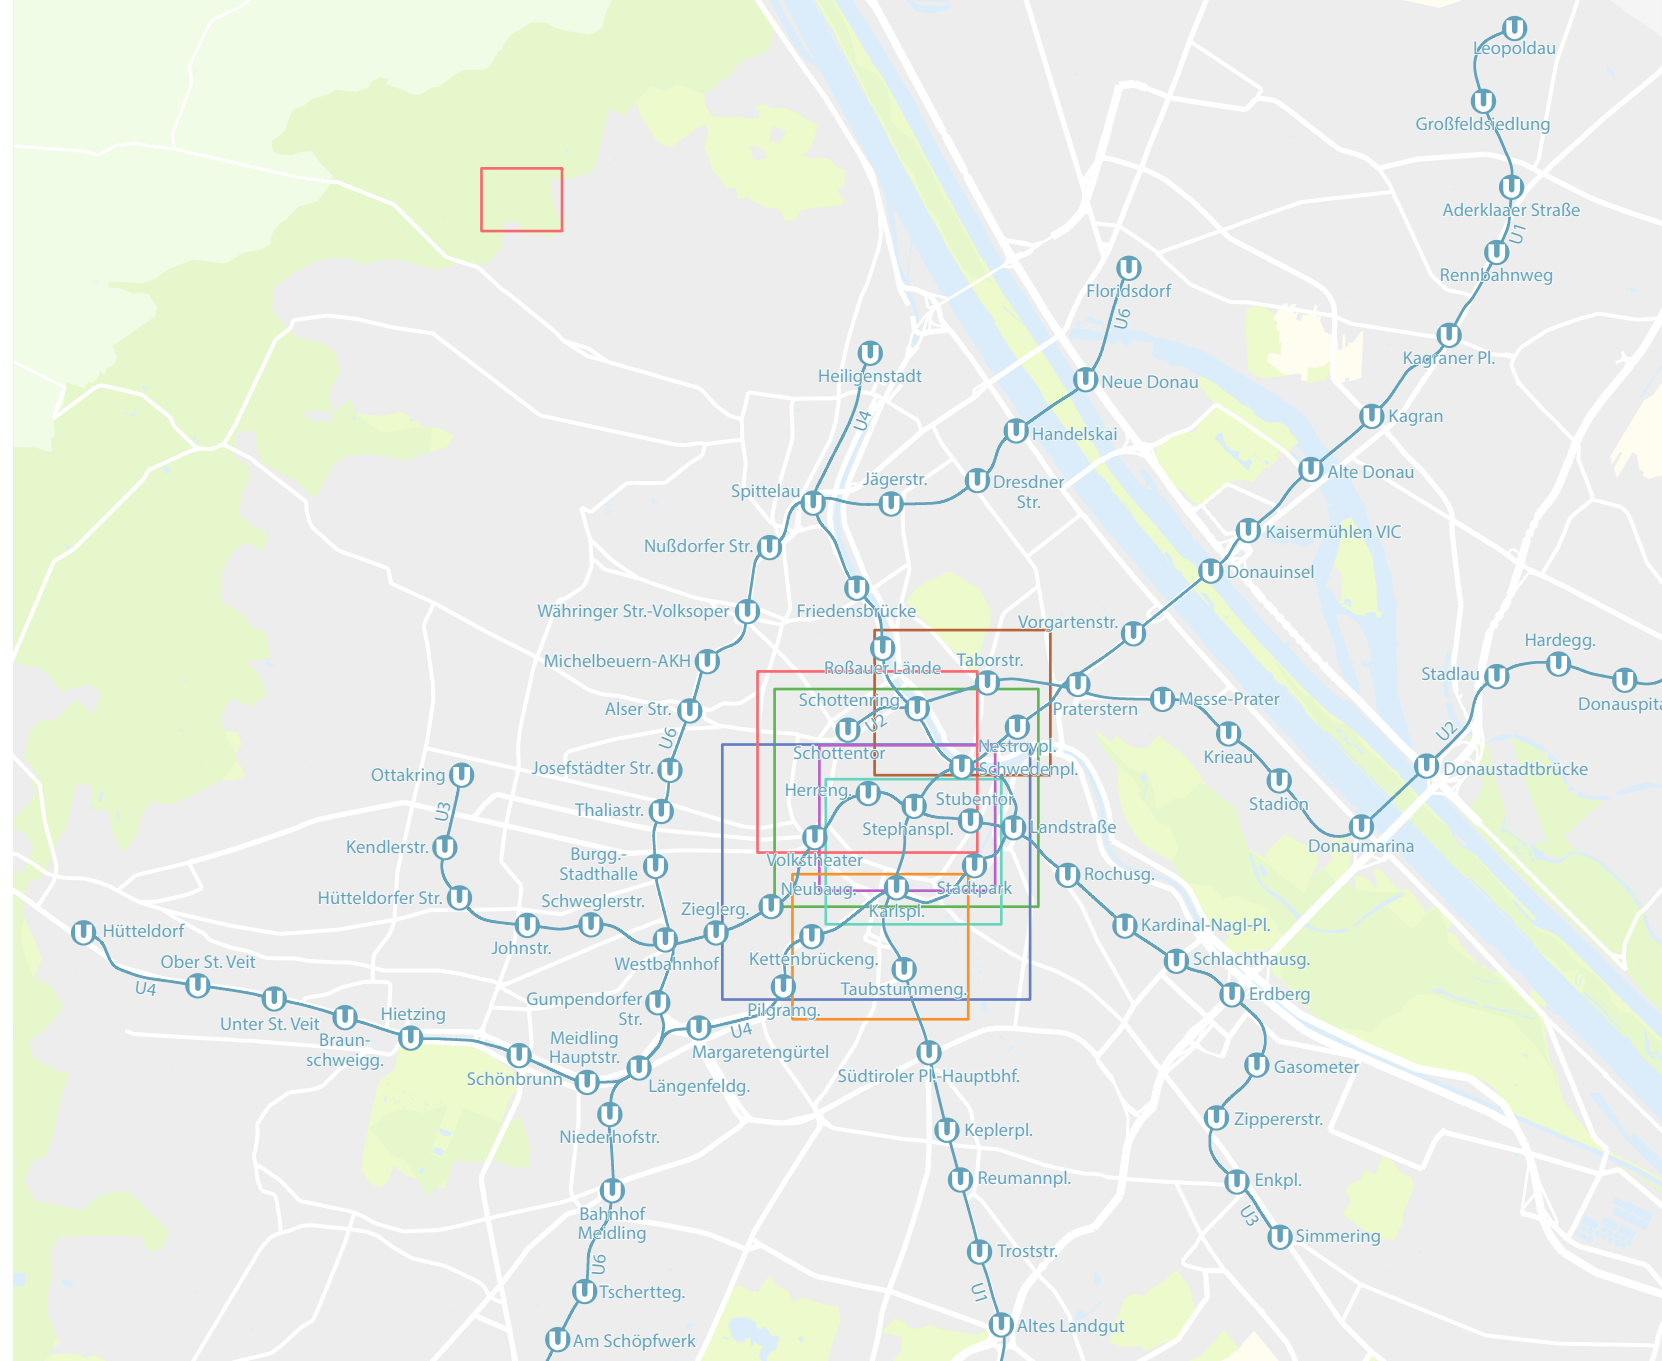 Leopoldau
Großfeldsiedlung
Aderklaaer Straße
U1
Rennbahnweg
Floridsdorf
U6
Kagraner Pl.
Heiligenstadt
Neue Donau
U4
Kagran
Handelskai
Alte Donau
Jägerstr.
Dresdner
Str.
Spittelau
Kaisermühlen VIC
Nußdorfer Str.
Donauinsel
Währinger Str.-Volksoper
Friedensbrücke
Vorgartenstr.
Hardegg.
Michelbeuern-AKH
Roßauer Lände
Taborstr.
Stadlau
Schottenring
Messe-Prater
Donauspita
Alser Str.
Praterstern
U2
U2
U6
Schottentor
Nestroypl.
Krieau
Ottakring
Josefstädter Str.
Schwedenpl.
Donaustadtbrücke
Herreng.
Stubentor
Stadion
U3
Thaliastr.
Stephanspl.
Landstraße
Kendlerstr.
Burgg.-
Stadthalle
Volkstheater
Donaumarina
Rochusg.
Hütteldorfer Str.
Schweglerstr.
Zieglerg.
Neubaug.
Stadtpark
Karlspl.
Kardinal-Nagl-Pl.
Hütteldorf
Johnstr.
Westbahnhof
Kettenbrückeng.
Schlachthausg.
Ober St. Veit
U4
Taubstummeng.
Erdberg
Unter St. Veit
Hietzing
Gumpendorfer
Str.
Pilgramg.
Braun-
schweigg.
Meidling
Hauptstr.
U4
Margaretengürtel
Schönbrunn
Längenfeldg.
Südtiroler Pl.-Hauptbhf.
Gasometer
Niederhofstr.
Keplerpl.
Zippererstr.
Reumannpl.
Enkpl.
Bahnhof
Meidling
U3
Simmering
U6
Troststr.
Tschertteg.
U1
Am Schöpfwerk
Altes Landgut